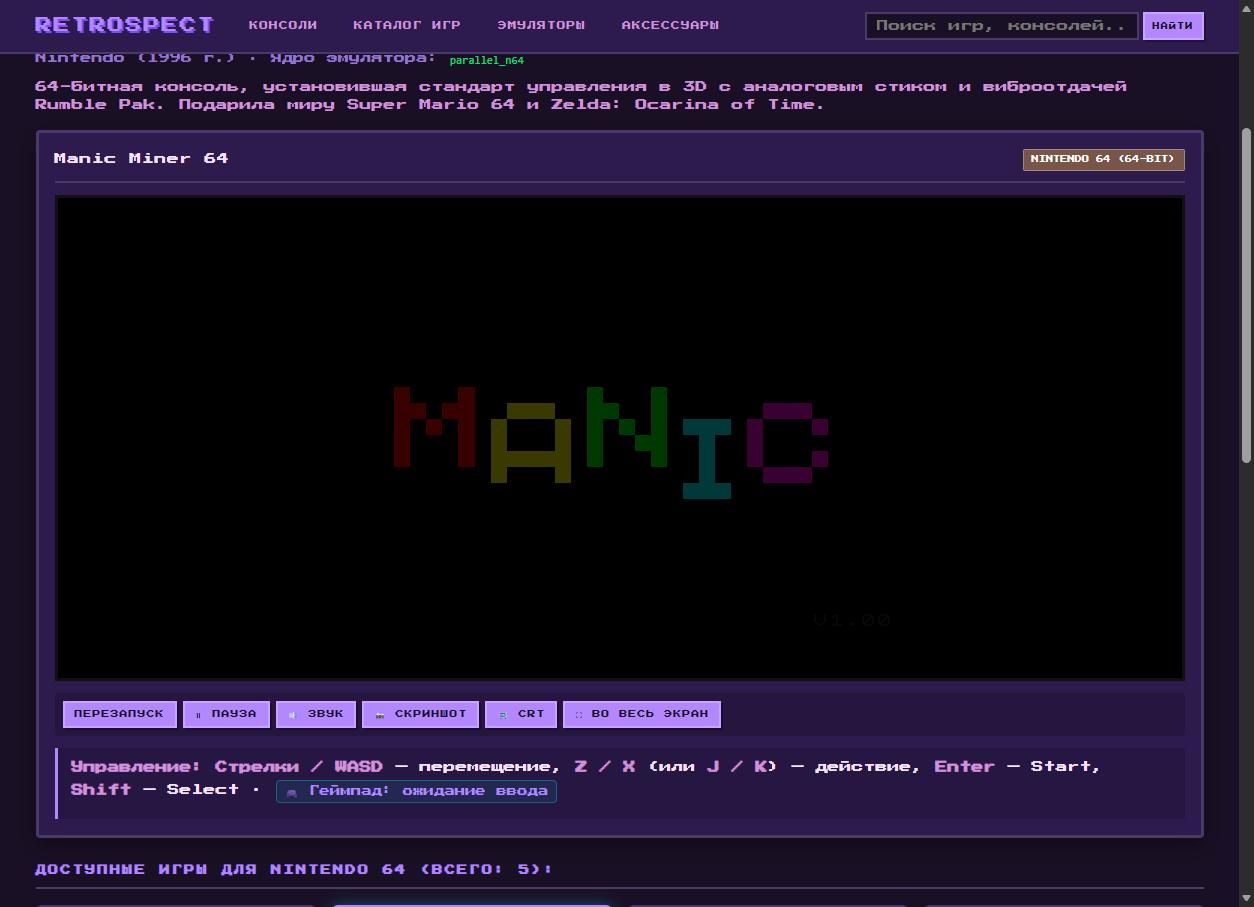 RETROSPECT КОНСОЛИ КАТАЛОГ ИГР ЭМУЛЯТОРЫ АКСЕССУАРЫ Поиск игр, консолей.. НАЙТИ
Nintendo (1996 г.) · Ядро эмулятора: parallel_n64
64-битная консоль, установившая стандарт управления в 3D с аналоговым стиком и виброотдачей
Rumble Pak. Подарила миру Super Mario 64 и Zelda: Ocarina of Time.
Manic Miner 64 NINTENDO 64 (64-BIT)
MANIC
V1.00
ПЕРЕЗАПУСК ПАУЗА ЗВУК СКРИНШОТ CRT ВО ВЕСЬ ЭКРАН
Управление: Стрелки / WASD — перемещение, Z / X (или J / K) — действие, Enter — Start,
Shift — Select · Геймпад: ожидание ввода
ДОСТУПНЫЕ ИГРЫ ДЛЯ NINTENDO 64 (ВСЕГО: 5):